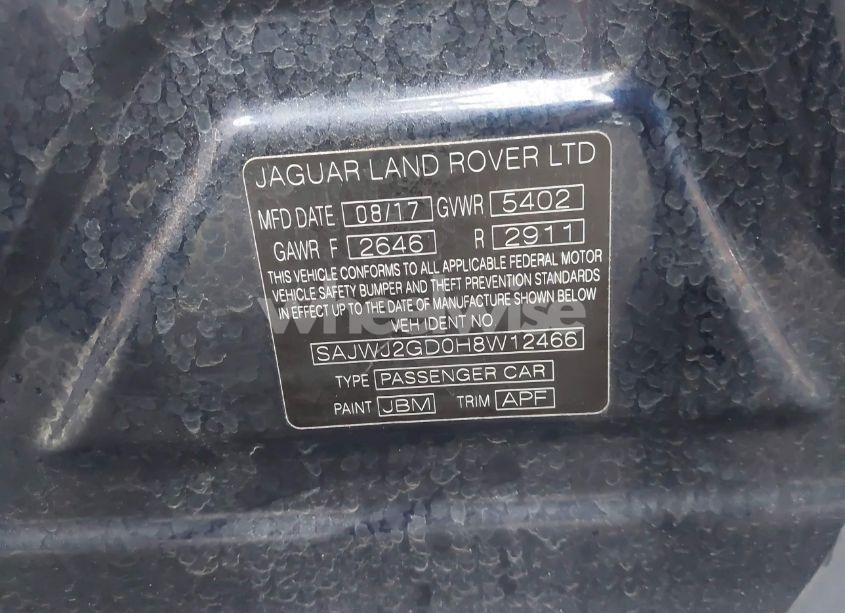 JAGUAR LAND ROVER LTD
MFD DATE 08/17 GVWR 5402
GAWR F 2646 R 2911
THIS VEHICLE CONFORMS TO ALL APPLICABLE FEDERAL MOTOR
VEHICLE SAFETY BUMPER AND THEFT PREVENTION STANDARDS
IN EFFECT UP TO THE DATE OF MANUFACTURE SHOWN BELOW
VEH IDENT NO
SAJWJ2GD0H8W12466
TYPE PASSENGER CAR
PAINT JBM TRIM APF
wheelwise